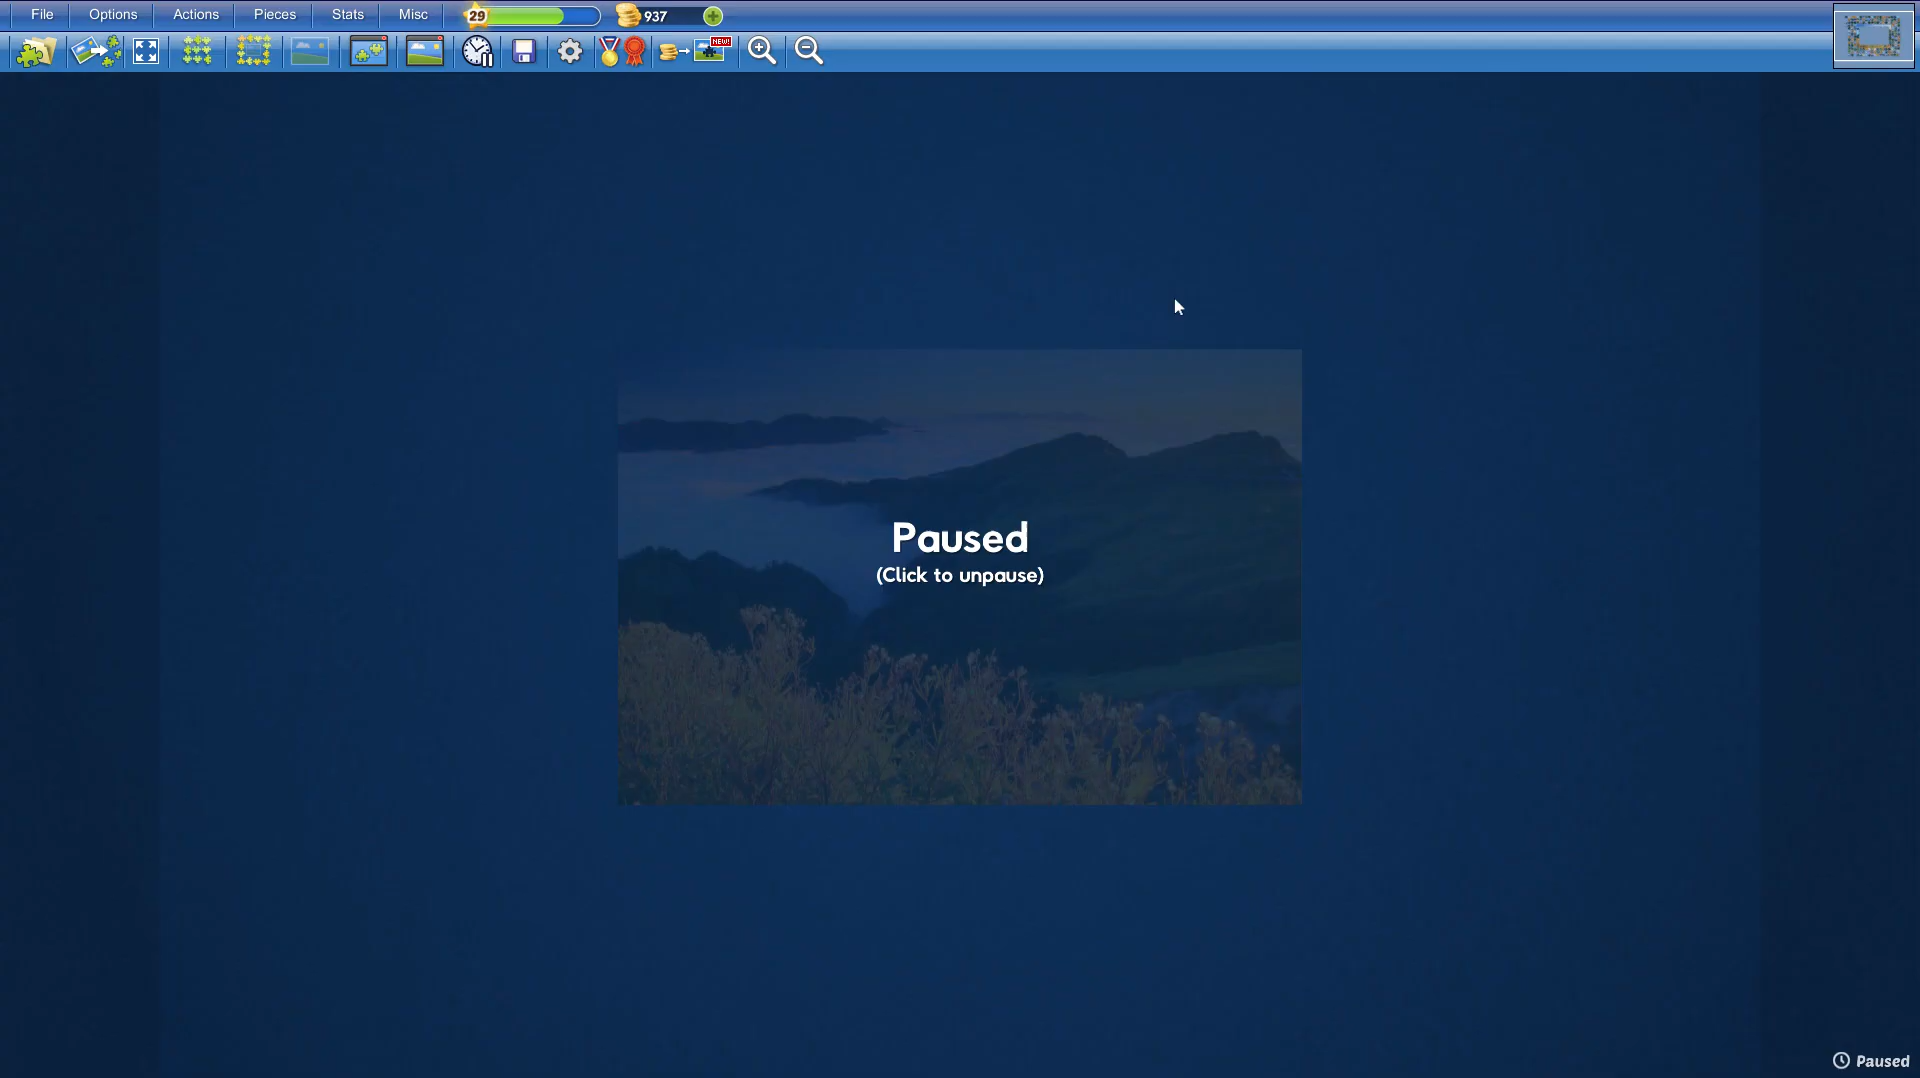 File Options Actions Pieces Stats Misc 29 937
NEW!
Paused
(Click to unpause)
Paused